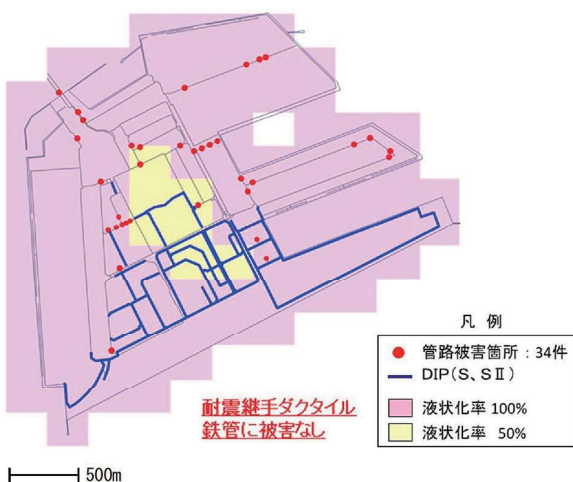 凡 例
管路被害箇所 : 34件
DIP(S、SⅡ)
液状化率 100%
液状化率 50%
耐震継手ダクタイル
鉄管に被害なし
500m